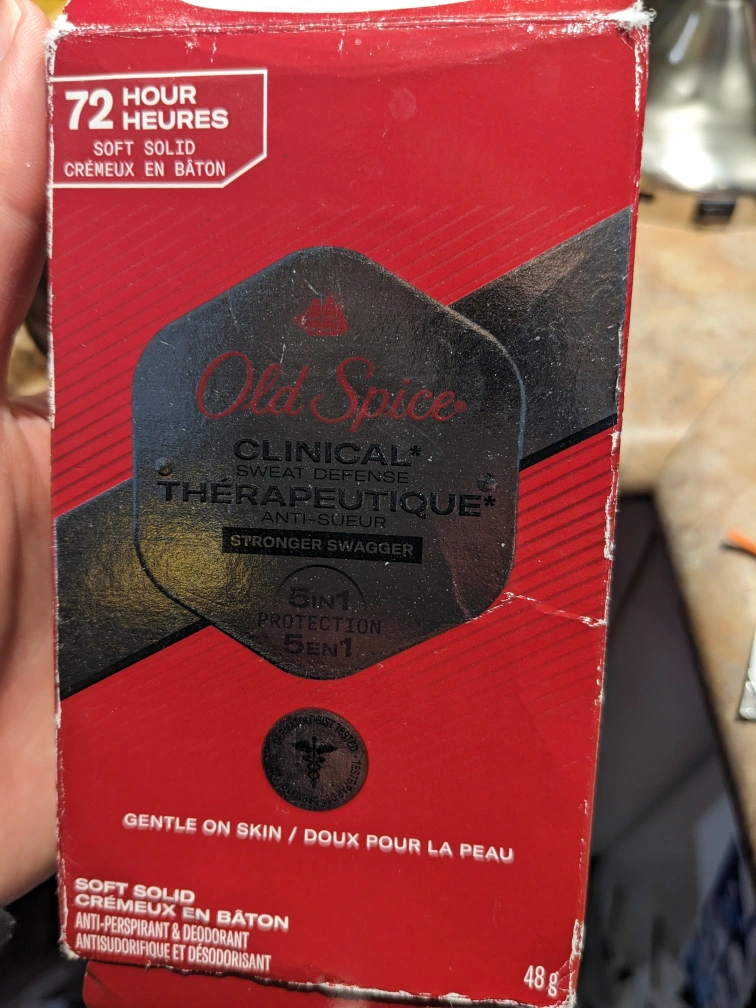 72 HOUR
HEURES
SOFT SOLID
CRÉMEUX EN BÂTON
Old Spice
CLINICAL*
SWEAT DEFENSE
THÉRAPEUTIQUE*
ANTI-SUEUR
STRONGER SWAGGER
5IN1
PROTECTION
5EN1
DERMATOLOGIST TESTED
GENTLE ON SKIN / DOUX POUR LA PEAU
SOFT SOLID
CRÉMEUX EN BÂTON
ANTI-PERSPIRANT & DEODORANT
ANTISUDORIFIQUE ET DÉSODORISANT
48 g